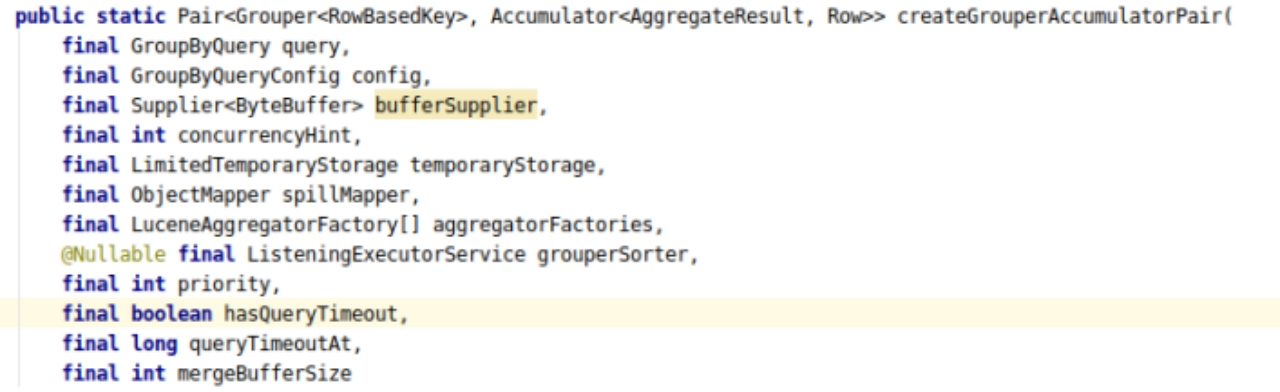 public static Pair<Grouper<RowBasedKey>, Accumulator<AggregateResult, Row>> createGrouperAccumulatorPair(
final GroupByQuery query,
final GroupByQueryConfig config,
final Supplier<ByteBuffer> bufferSupplier,
final int concurrencyHint,
final LimitedTemporaryStorage temporaryStorage,
final ObjectMapper spillMapper,
final LuceneAggregatorFactory[] aggregatorFactories,
@Nullable final ListeningExecutorService grouperSorter,
final int priority,
final boolean hasQueryTimeout,
final long queryTimeoutAt,
final int mergeBufferSize